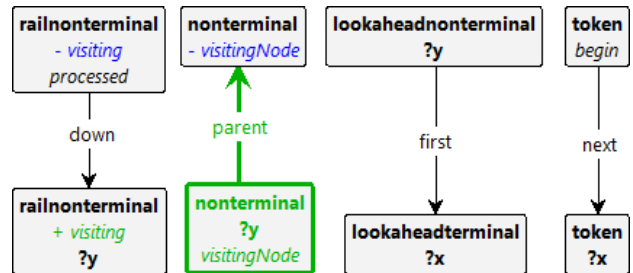 railnonterminal
- visiting
processed
nonterminal
- visitingNode
lookaheadnonterminal
?y
token
begin
down
parent
first
next
railnonterminal
+ visiting
?y
nonterminal
?y
visitingNode
lookaheadterminal
?x
token
?x